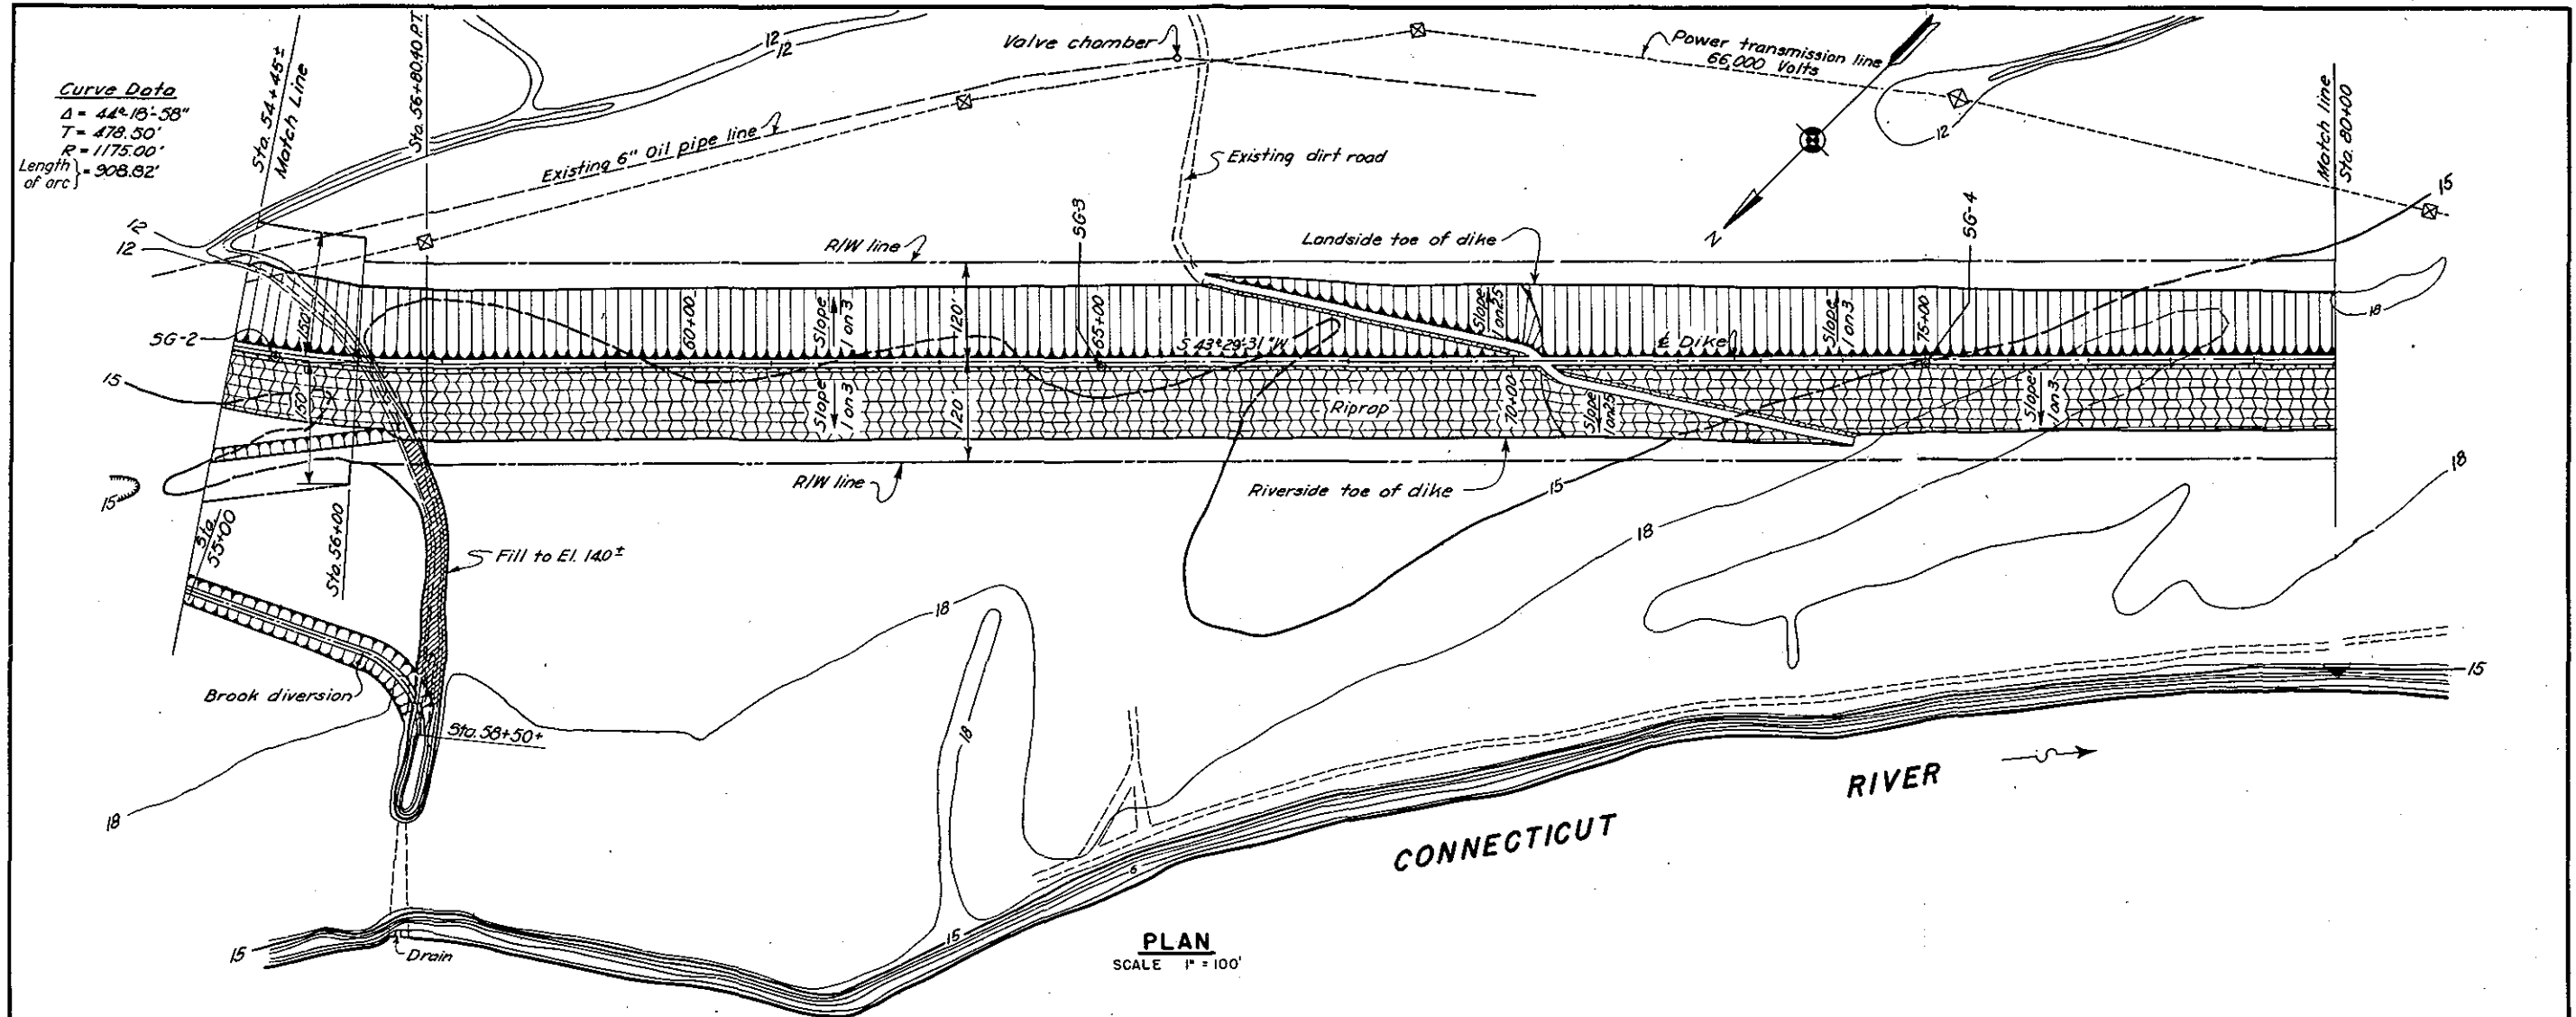 Curve Data
Δ = 44°-18'-58"
T = 478.50'
R = 1175.00'
Length of arc } = 908.82'
Sta. 54+45±
Match Line
Sta. 56+80.40 P.T.
12
12
Valve chamber
Power transmission line
66,000 Volts
12
Match line
Sta. 80+00
Existing 6" Oil pipe line
Existing dirt road
N
15
12
12
R/W line
SG-3
Landside toe of dike
SG-4
18
SG-2
150'
60+00
Slope
1 on 3
120'
65+00
S 43°-29'-31" W
Slope
1 on 2.5
℄ Dike
Slope
1 on 3
75+00
15
150'
Slope
1 on 3
120'
Riprap
70+00
Slope
1 on 2.5
Slope
1 on 3
15
R/W line
Riverside toe of dike
15
18
18
Sta.
55+00
Sta. 56+00
Fill to El. 14.0±
18
Brook diversion
Sta. 58+50+
18
18
15
RIVER
CONNECTICUT
6
15
15
Drain
PLAN
SCALE 1" = 100'